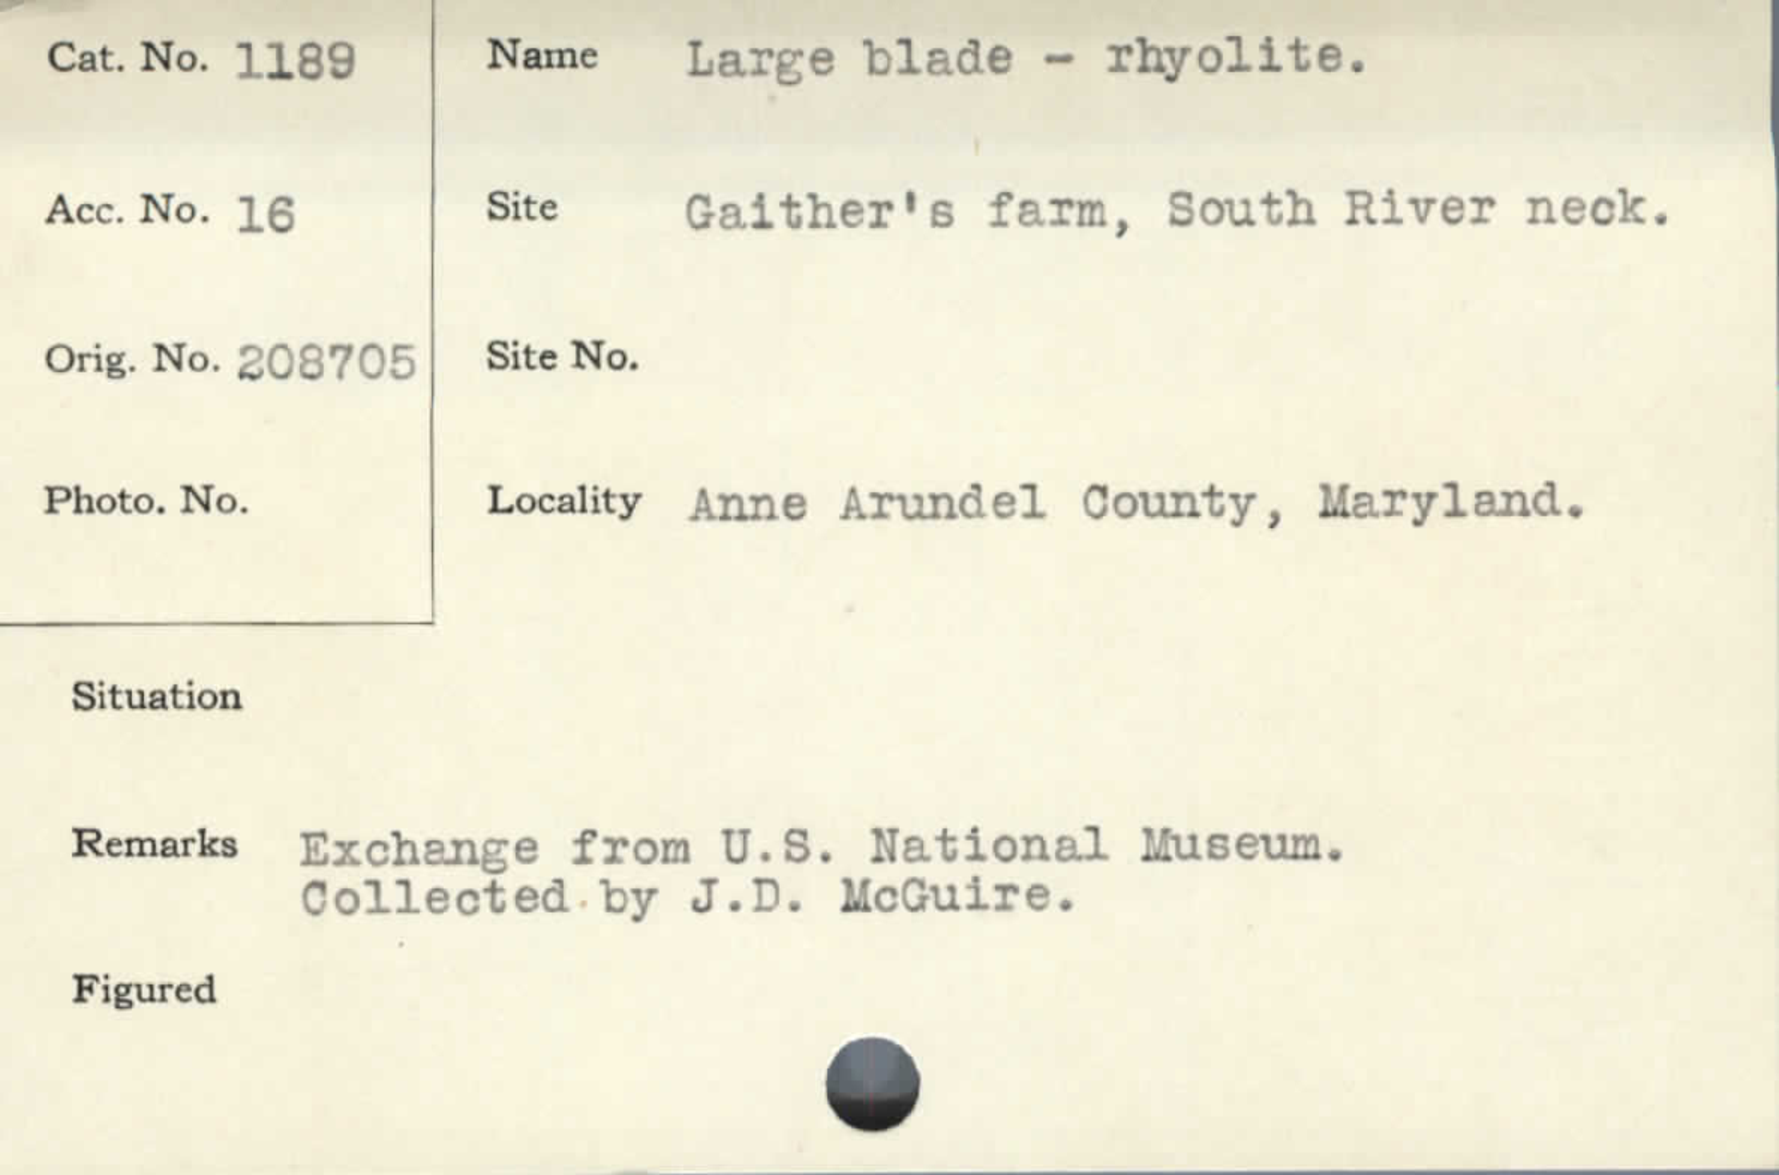 Cat. No. 1189
Name Large blade - rhyolite.
Acc. No. 16
Site Gaither's farm, South River neck.
Orig. No. 208705
Site No.
Photo. No.
Locality Anne Arundel County, Maryland.
Situation
Remarks Exchange from U.S. National Museum.
Collected by J.D. McGuire.
Figured